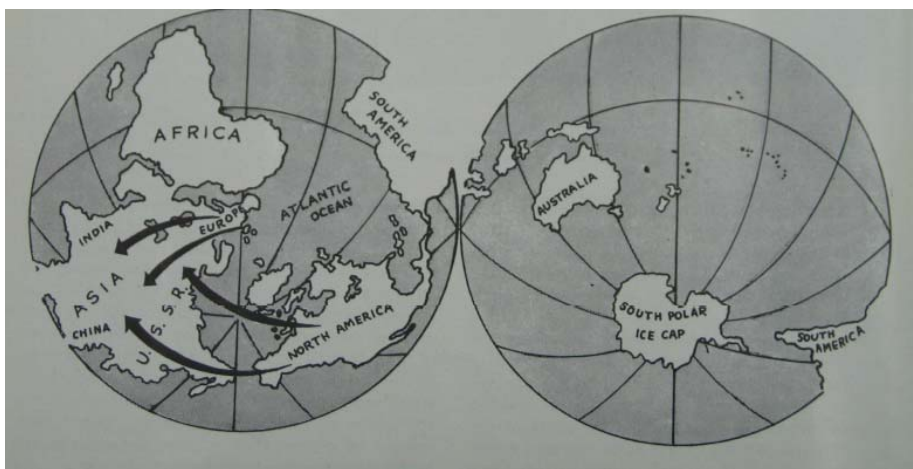 AFRICA
SOUTH
AMERICA
ATLANTIC
OCEAN
EUROPE
INDIA
ASIA
CHINA
U.S.S.R.
NORTH AMERICA
AUSTRALIA
SOUTH POLAR
ICE CAP
SOUTH
AMERICA